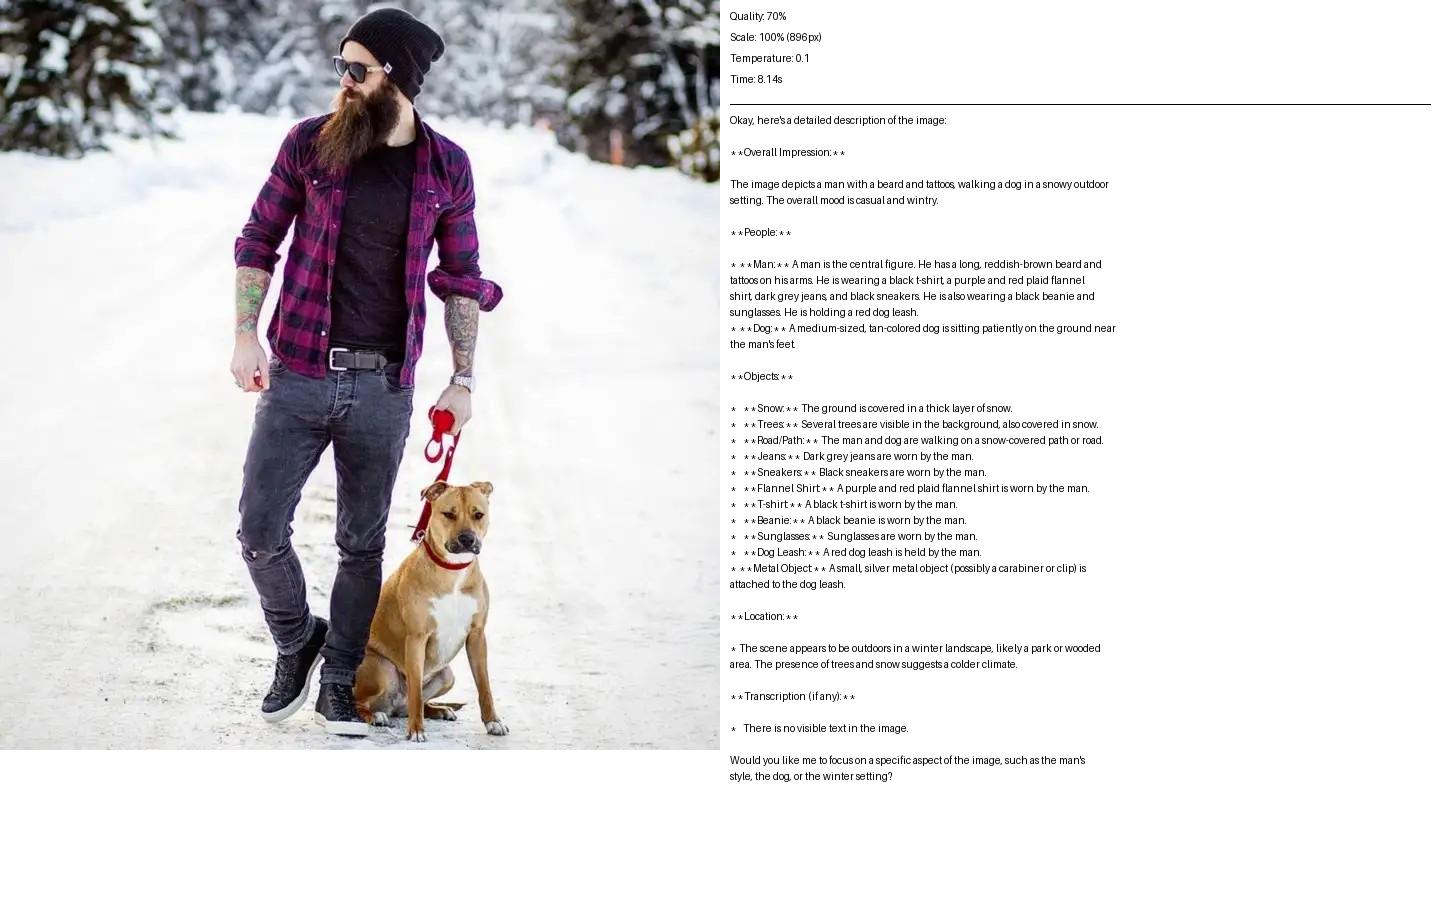 Quality: 70%
Scale: 100% (896px)
Temperature: 0.1
Time: 8.14s
Okay, here's a detailed description of the image:
**Overall Impression:**
The image depicts a man with a beard and tattoos, walking a dog in a snowy outdoor
setting. The overall mood is casual and wintry.
**People:**
* **Man:** A man is the central figure. He has a long, reddish-brown beard and
tattoos on his arms. He is wearing a black t-shirt, a purple and red plaid flannel
shirt, dark grey jeans, and black sneakers. He is also wearing a black beanie and
sunglasses. He is holding a red dog leash.
* **Dog:** A medium-sized, tan-colored dog is sitting patiently on the ground near
the man's feet.
**Objects:**
* **Snow:** The ground is covered in a thick layer of snow.
* **Trees:** Several trees are visible in the background, also covered in snow.
* **Road/Path:** The man and dog are walking on a snow-covered path or road.
* **Jeans:** Dark grey jeans are worn by the man.
* **Sneakers:** Black sneakers are worn by the man.
* **Flannel Shirt:** A purple and red plaid flannel shirt is worn by the man.
* **T-shirt:** A black t-shirt is worn by the man.
* **Beanie:** A black beanie is worn by the man.
* **Sunglasses:** Sunglasses are worn by the man.
* **Dog Leash:** A red dog leash is held by the man.
* **Metal Object:** A small, silver metal object (possibly a carabiner or clip) is
attached to the dog leash.
**Location:**
* The scene appears to be outdoors in a winter landscape, likely a park or wooded
area. The presence of trees and snow suggests a colder climate.
**Transcription (if any):**
* There is no visible text in the image.
Would you like me to focus on a specific aspect of the image, such as the man's
style, the dog, or the winter setting?